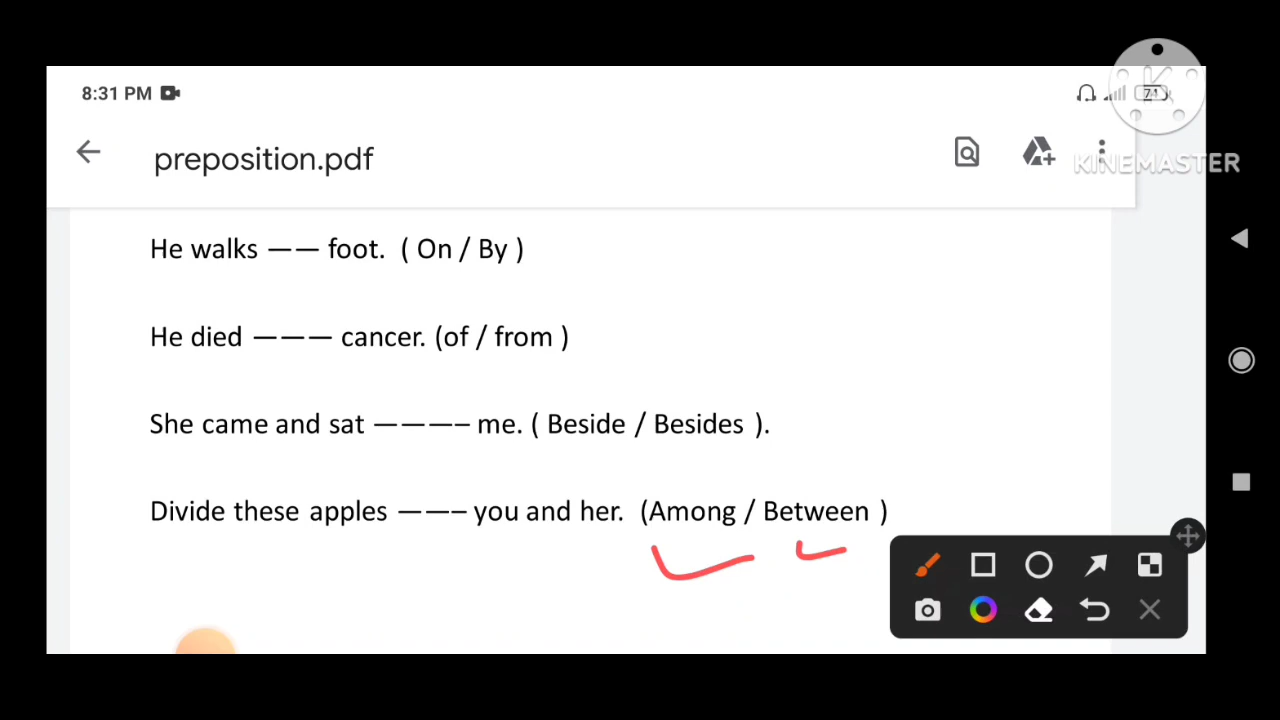 8:31 PM
74
preposition.pdf
KINEMASTER
He walks —— foot. ( On / By )
He died ——— cancer. (of / from )
She came and sat ———– me. ( Beside / Besides ).
Divide these apples ——– you and her. (Among / Between )